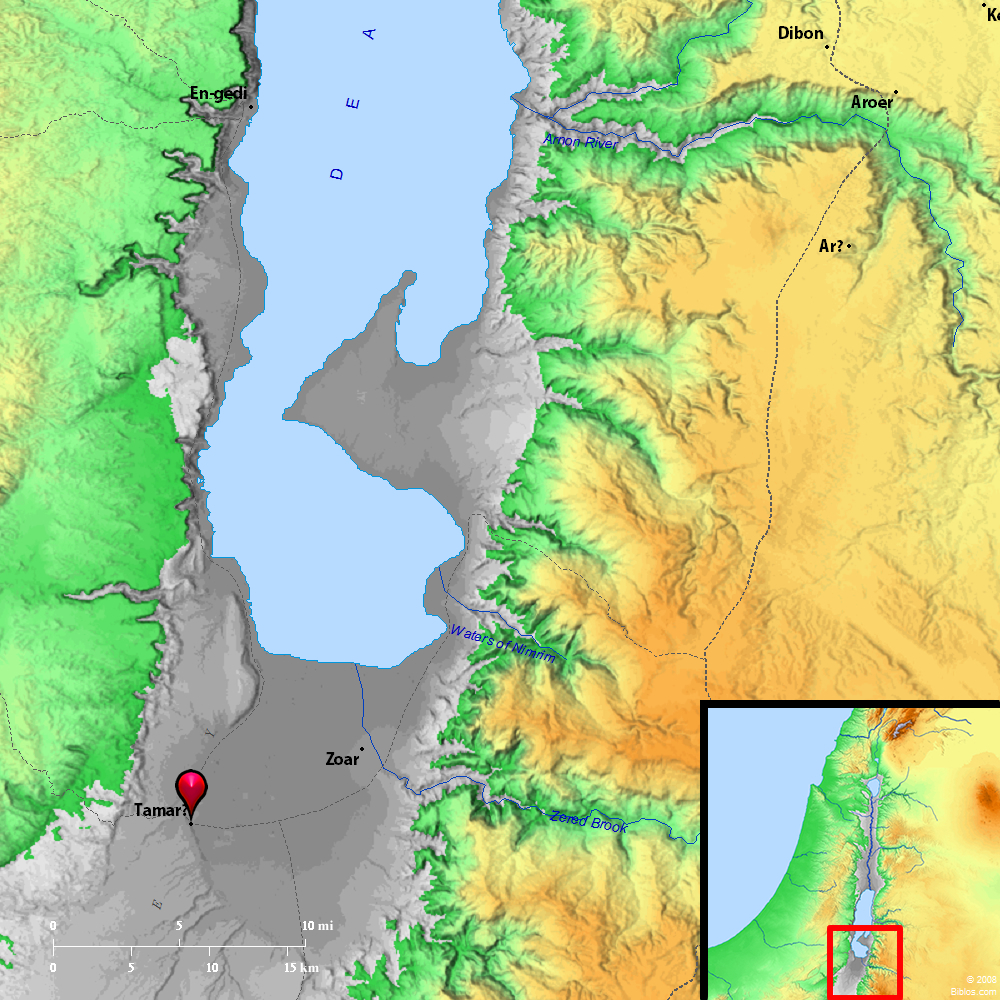 Ke
Dibon
A
En-gedi
E
Aroer
Arnon River
D
Ar?
Waters of Nimrim
Zoar
Tamar?
Zered Brook
E
0 5 10 mi
0 5 10 15 km
© 2008
Biblos.com